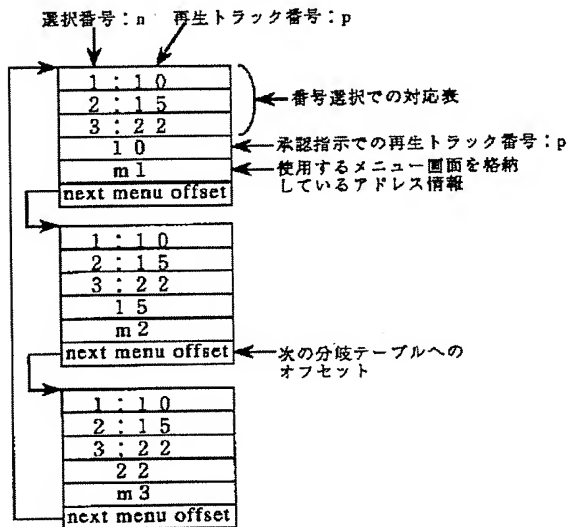 選択番号：n 再生トラック番号：p
1：10
2：15
3：22
番号選択での対応表
10
承認指示での再生トラック番号：p
m1
使用するメニュー画面を格納
しているアドレス情報
next menu offset
1：10
2：15
3：22
15
m2
next menu offset
次の分岐テーブルへの
オフセット
1：10
2：15
3：22
22
m3
next menu offset